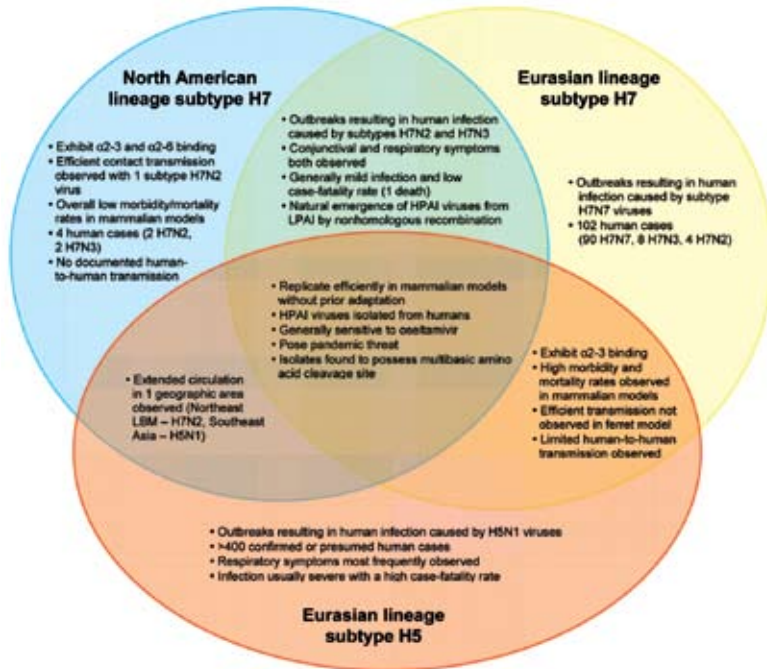 North American
lineage subtype H7
• Exhibit α2-3 and α2-6 binding
• Efficient contact transmission
observed with 1 subtype H7N2
virus
• Overall low morbidity/mortality
rates in mammalian models
• 4 human cases (2 H7N2,
2 H7N3)
• No documented human-
to-human transmission
• Outbreaks resulting in human infection
caused by subtypes H7N2 and H7N3
• Conjunctival and respiratory symptoms
both observed
• Generally mild infection and low
case-fatality rate (1 death)
• Natural emergence of HPAI viruses from
LPAI by nonhomologous recombination
Eurasian lineage
subtype H7
• Outbreaks resulting in human
infection caused by subtype
H7N7 viruses
• 102 human cases
(90 H7N7, 8 H7N3, 4 H7N2)
• Replicate efficiently in mammalian models
without prior adaptation
• HPAI viruses isolated from humans
• Generally sensitive to oseltamivir
• Pose pandemic threat
• Isolates found to possess multibasic amino
acid cleavage site
• Extended circulation
in 1 geographic area
observed (Northeast
LBM – H7N2, Southeast
Asia – H5N1)
• Exhibit α2-3 binding
• High morbidity and
mortality rates observed
in mammalian models
• Efficient transmission not
observed in ferret model
• Limited human-to-human
transmission observed
• Outbreaks resulting in human infection caused by H5N1 viruses
• >400 confirmed or presumed human cases
• Respiratory symptoms most frequently observed
• Infection usually severe with a high case-fatality rate
Eurasian lineage
subtype H5